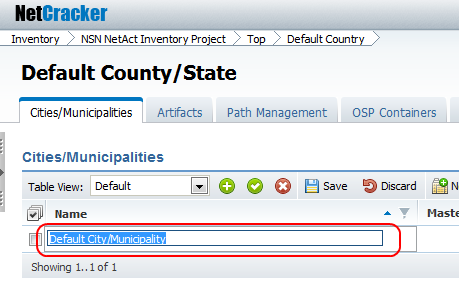 NetCracker
Inventory NSN NetAct Inventory Project Top Default Country
Default County/State
Cities/Municipalities Artifacts Path Management OSP Containers
Cities/Municipalities
Table View: Default Save Discard
Name
Default City/Municipality
Showing 1..1 of 1